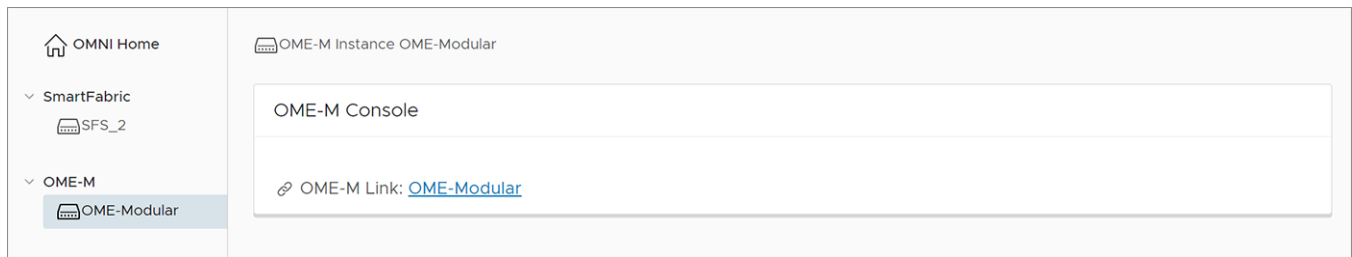 OMNI Home
SmartFabric
SFS_2
OME-M
OME-Modular
OME-M Instance OME-Modular
OME-M Console
OME-M Link: OME-Modular